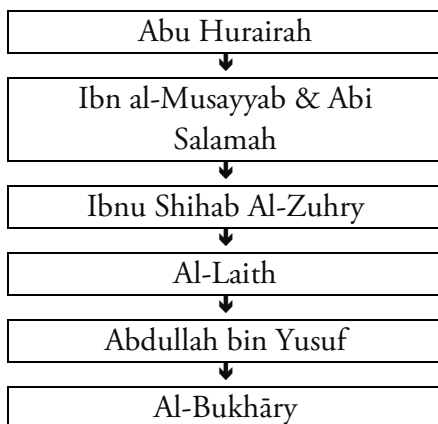 Abu Hurairah
Ibn al-Musayyab & Abi
Salamah
Ibnu Shihab Al-Zuhry
Al-Laith
Abdullah bin Yusuf
Al-Bukhāry